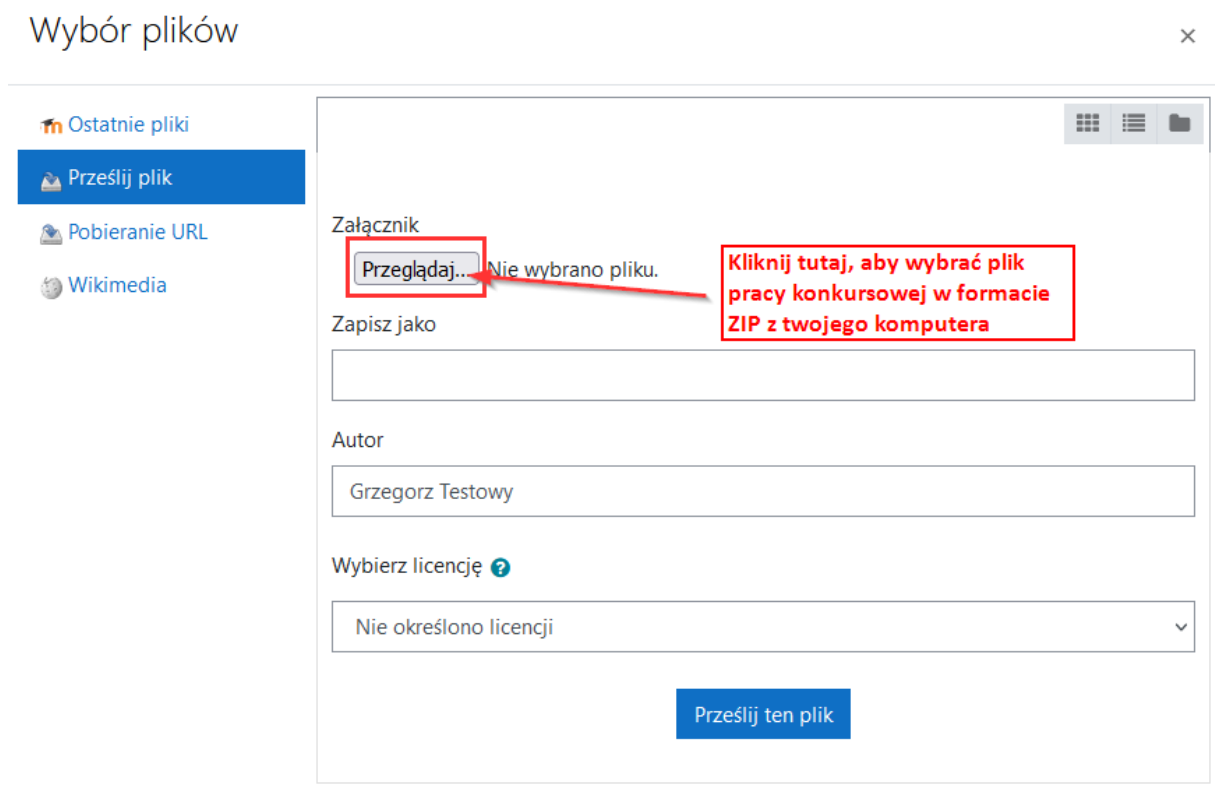 Wybór plików
×
Ostatnie pliki
Prześlij plik
Pobieranie URL
Wikimedia
Załącznik
Przeglądaj... Nie wybrano pliku.
Kliknij tutaj, aby wybrać plik
pracy konkursowej w formacie
ZIP z twojego komputera
Zapisz jako
Autor
Grzegorz Testowy
Wybierz licencję ?
Nie określono licencji
Prześlij ten plik